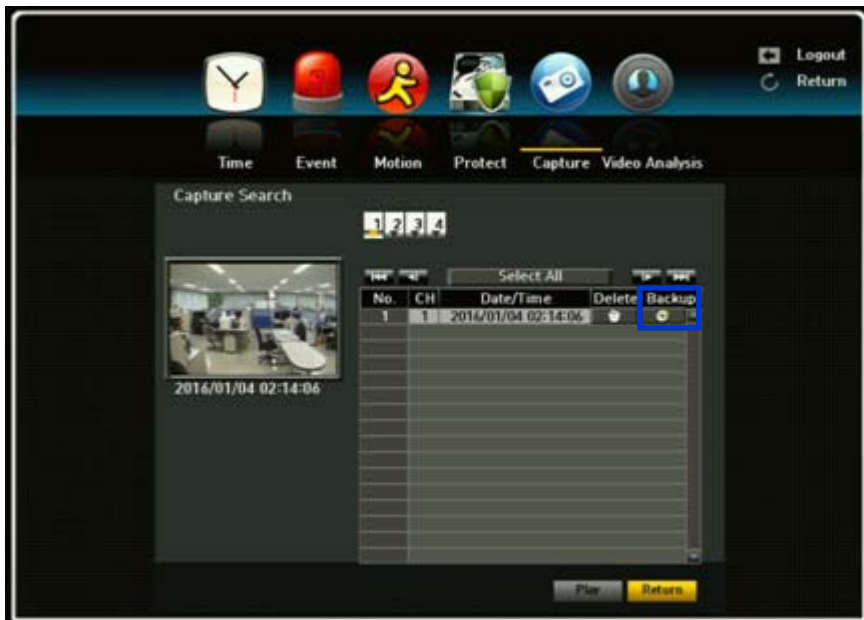 Logout
Return
Time Event Motion Protect Capture Video Analysis
Capture Search
1 2 3 4
Select All
No. CH Date/Time Delete Backup
1 1 2016/01/04 02:14:06
2016/01/04 02:14:06
Play Return